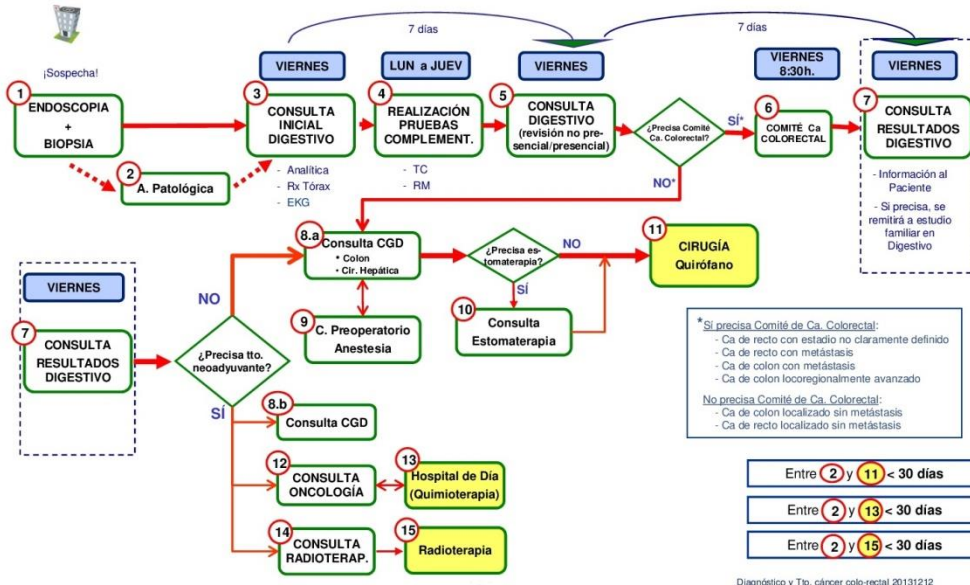 7 días
7 días
¡Sospecha!
VIERNES
LUN a JUEV
VIERNES
VIERNES
8:30h.
VIERNES
1
ENDOSCOPIA
+
BIOPSIA
2
A. Patológica
3
CONSULTA
INICIAL
DIGESTIVO
- Analítica
- Rx Tórax
- EKG
4
REALIZACIÓN
PRUEBAS
COMPLEMENT.
- TC
- RM
5
CONSULTA
DIGESTIVO
(revisión no pre-
sencial/presencial)
¿Precisa Comité
Ca. Colorectal?
SÍ*
NO*
6
COMITÉ Ca
COLORECTAL
7
CONSULTA
RESULTADOS
DIGESTIVO
- Información al
Paciente
- Si precisa, se
remitirá a estudio
familiar en
Digestivo
8.a
Consulta CGD
• Colon
• Cir. Hepática
¿Precisa es-
tomaterapia?
NO
SÍ
11
CIRUGÍA
Quirófano
9
C. Preoperatorio
Anestesia
10
Consulta
Estomaterapia
VIERNES
7
CONSULTA
RESULTADOS
DIGESTIVO
¿Precisa tto.
neoadyuvante?
NO
SÍ
8.b
Consulta CGD
12
CONSULTA
ONCOLOGÍA
13
Hospital de Día
(Quimioterapia)
14
CONSULTA
RADIOTERAP.
15
Radioterapia
* Sí precisa Comité de Ca. Colorectal:
- Ca de recto con estadio no claramente definido
- Ca de recto con metástasis
- Ca de colon con metástasis
- Ca de colon locoregionalmente avanzado
No precisa Comité de Ca. Colorectal:
- Ca de colon localizado sin metástasis
- Ca de recto localizado sin metástasis
Entre 2 y 11 < 30 días
Entre 2 y 13 < 30 días
Entre 2 y 15 < 30 días
Diagnóstico y Tto. cáncer colo-rectal 20131212